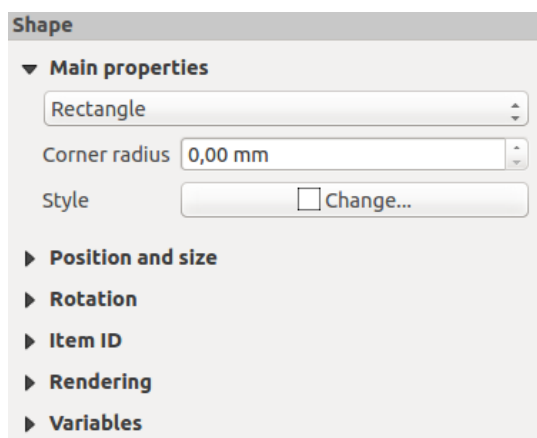 Shape
Main properties
Rectangle
Corner radius 0,00 mm
Style Change...
Position and size
Rotation
Item ID
Rendering
Variables